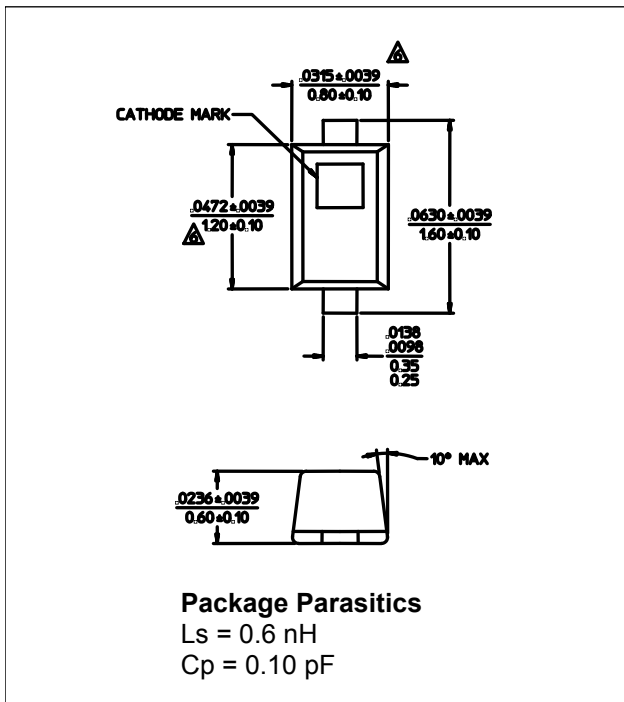 6
.0315±.0039
0.80±0.10
CATHODE MARK
.0472±.0039
1.20±0.10
6
.0630±.0039
1.60±0.10
.0138
.0098
0.35
0.25
10° MAX
.0236±.0039
0.60±0.10
Package Parasitics
Ls = 0.6 nH
Cp = 0.10 pF